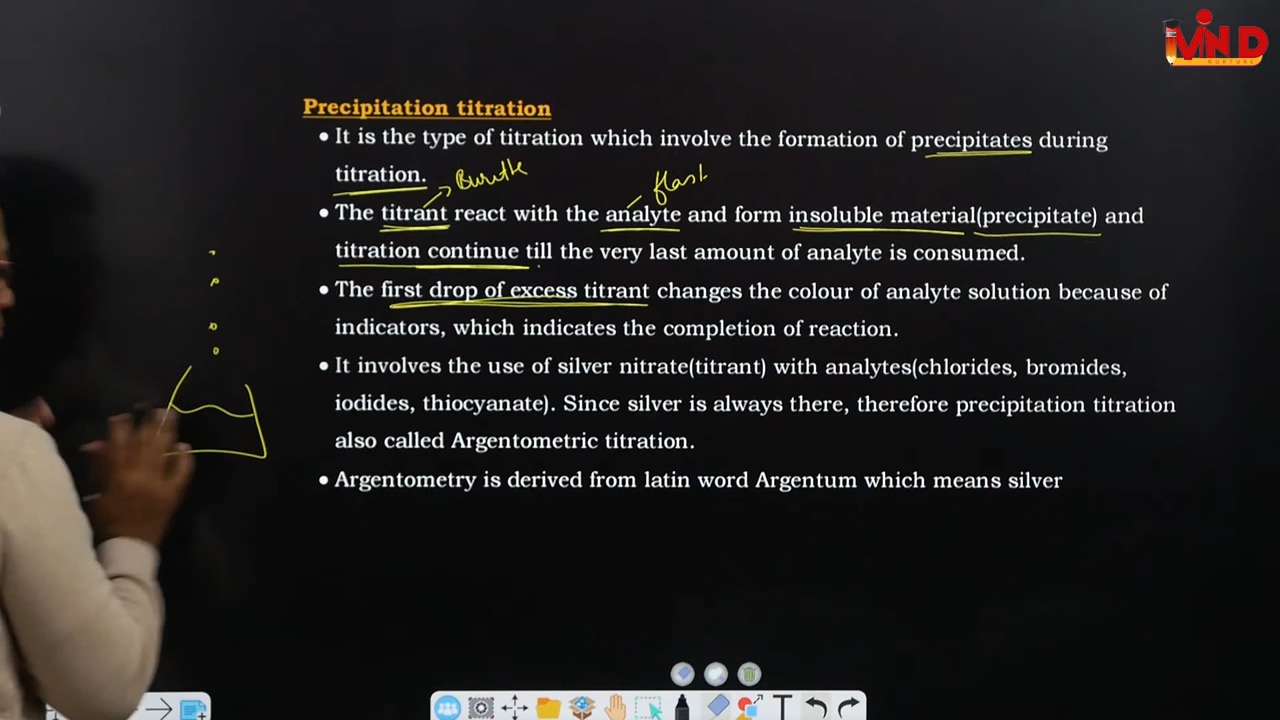 MIND
NURTURE
Precipitation titration
• It is the type of titration which involve the formation of precipitates during
titration.
Burette
flask
• The titrant react with the analyte and form insoluble material(precipitate) and
titration continue till the very last amount of analyte is consumed.
• The first drop of excess titrant changes the colour of analyte solution because of
indicators, which indicates the completion of reaction.
• It involves the use of silver nitrate(titrant) with analytes(chlorides, bromides,
iodides, thiocyanate). Since silver is always there, therefore precipitation titration
also called Argentometric titration.
• Argentometry is derived from latin word Argentum which means silver
T